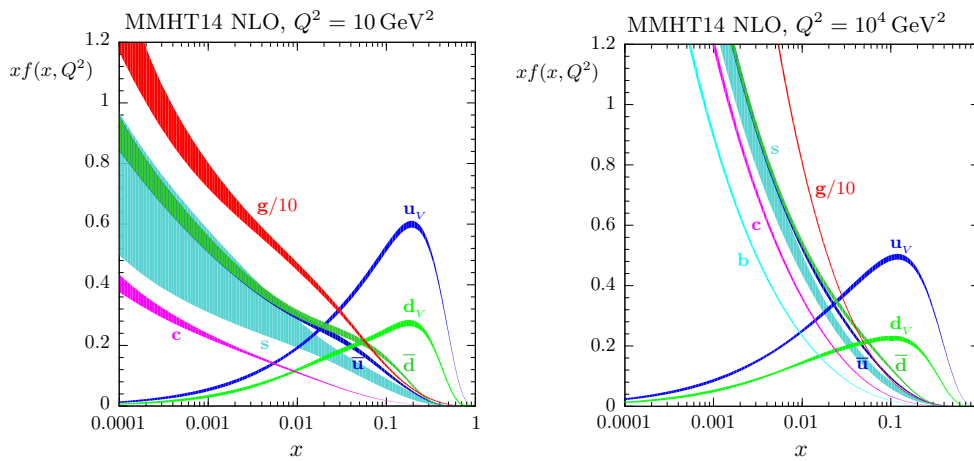 MMHT14 NLO, Q² = 10 GeV²
xf(x, Q²)
1.2
1
0.8
0.6
0.4
0.2
0
g/10
u_V
d_V
c
s
u̅
d̅
0.0001
0.001
0.01
0.1
1
x
MMHT14 NLO, Q² = 10⁴ GeV²
xf(x, Q²)
1.2
1
0.8
0.6
0.4
0.2
0
s
g/10
c
b
u_V
d_V
u̅
d̅
0.0001
0.001
0.01
0.1
x